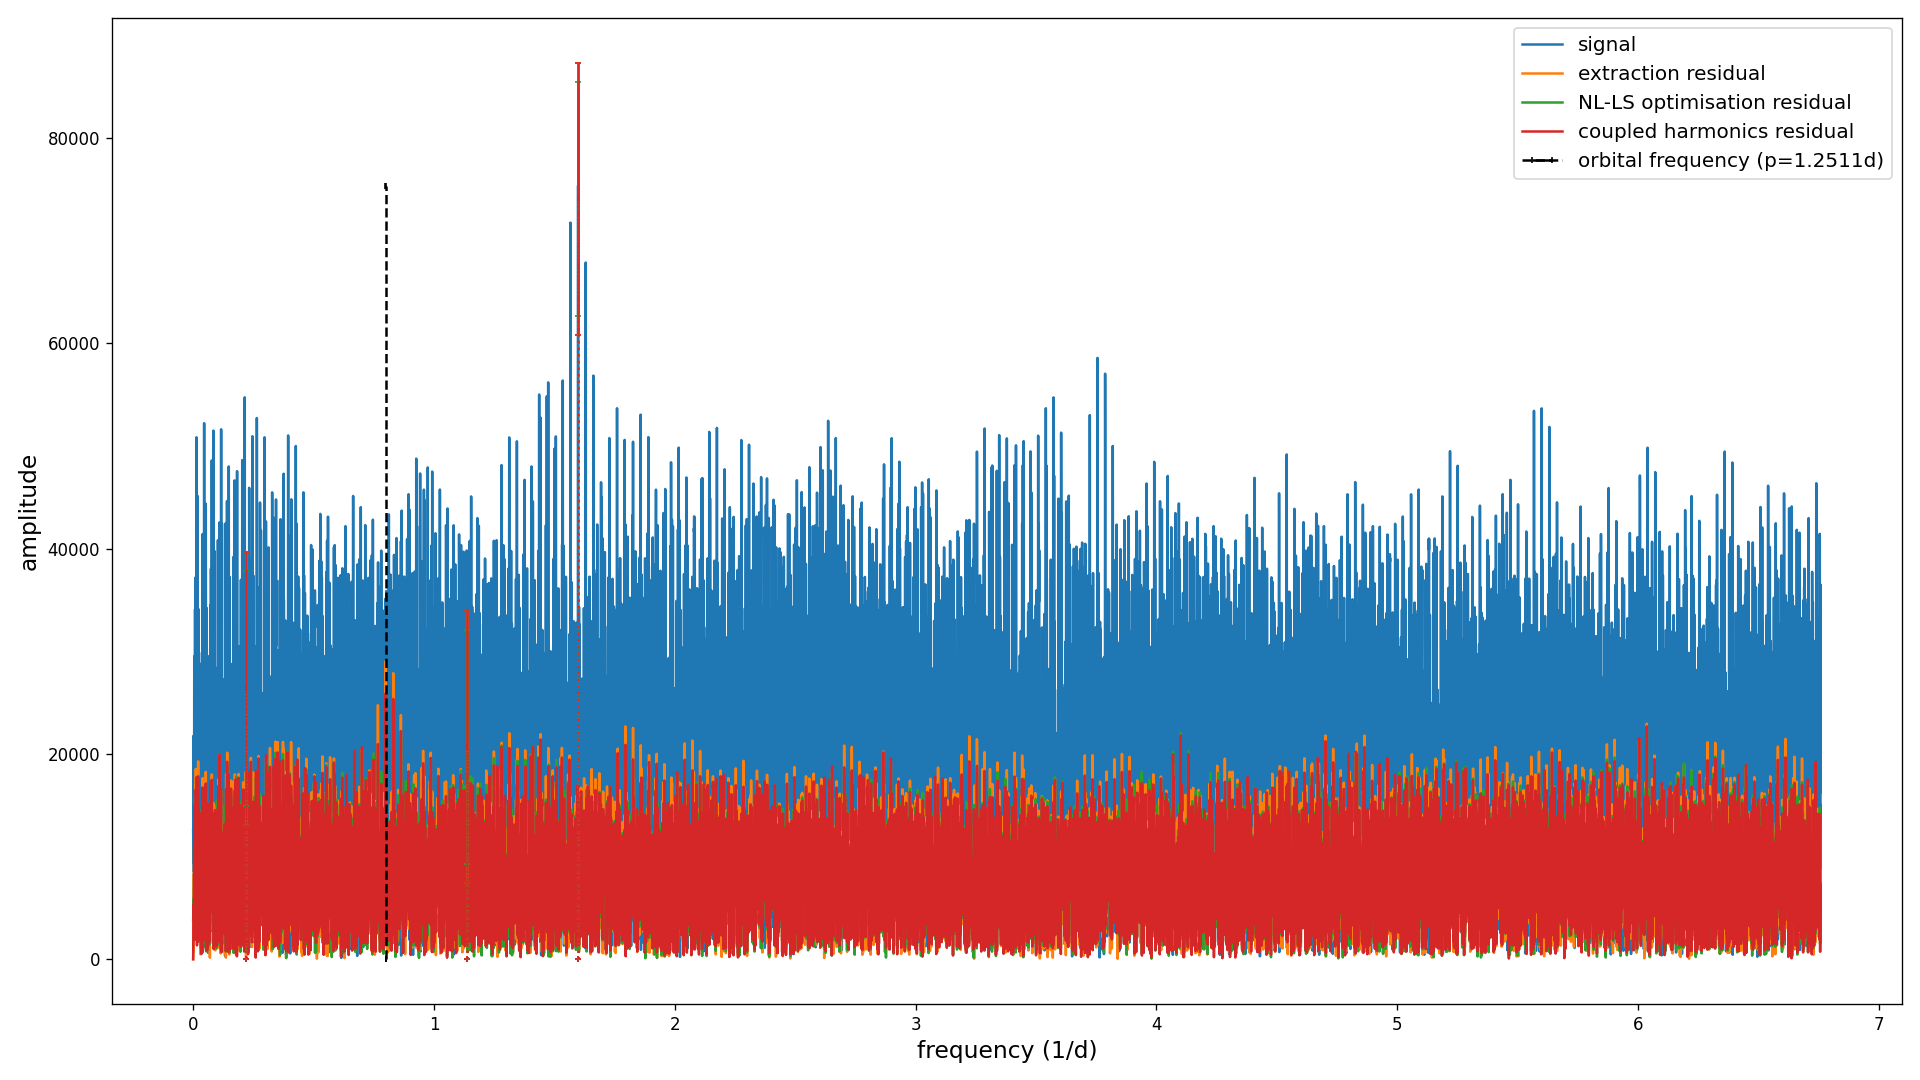 signal
extraction residual
NL-LS optimisation residual
coupled harmonics residual
orbital frequency (p=1.2511d)
80000
60000
40000
20000
0
amplitude
0 1 2 3 4 5 6 7
frequency (1/d)